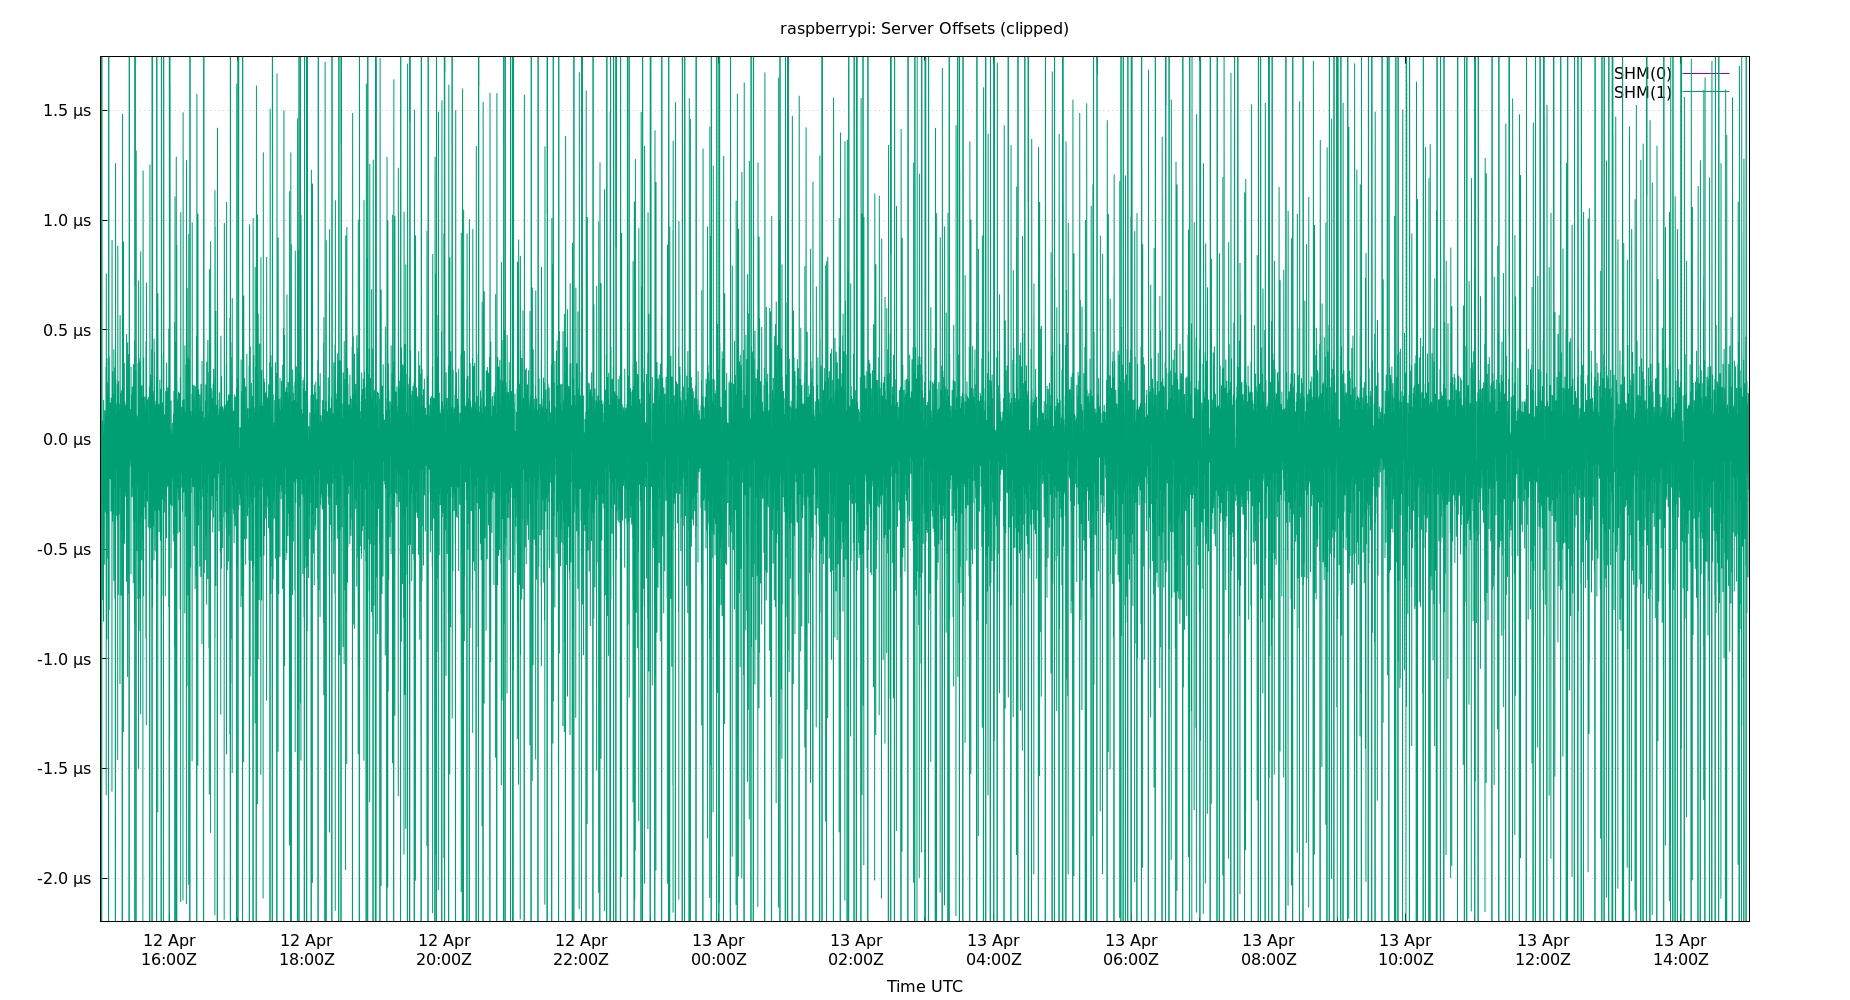 raspberrypi: Server Offsets (clipped)
SHM(0)
SHM(1)
1.5 µs
1.0 µs
0.5 µs
0.0 µs
-0.5 µs
-1.0 µs
-1.5 µs
-2.0 µs
12 Apr 12 Apr 12 Apr 12 Apr 13 Apr 13 Apr 13 Apr 13 Apr 13 Apr 13 Apr 13 Apr 13 Apr
16:00Z 18:00Z 20:00Z 22:00Z 00:00Z 02:00Z 04:00Z 06:00Z 08:00Z 10:00Z 12:00Z 14:00Z
Time UTC